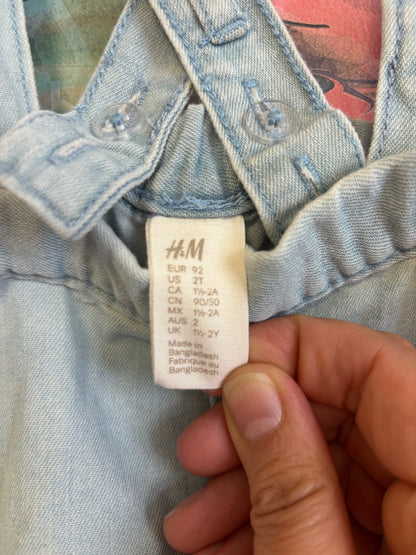 H&M
EUR 92
US 2T
CA 1½-2A
CN 90/50
MX 1½-2A
AUS 2
UK 1½-2Y
Made in
Bangladesh
Fabriqué au
Bangladesh